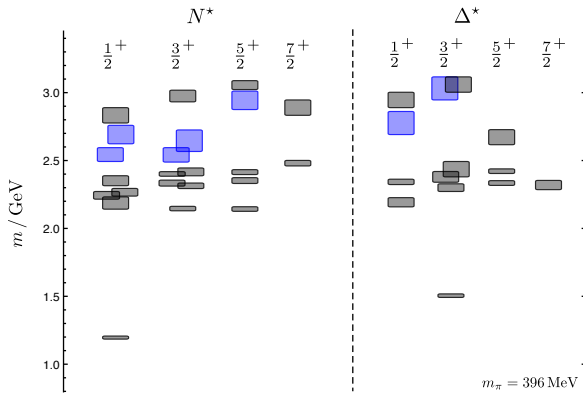 N* Δ*
1/2+ 3/2+ 5/2+ 7/2+ 1/2+ 3/2+ 5/2+ 7/2+
3.0
2.5
2.0
1.5
1.0
m / GeV
mπ = 396 MeV